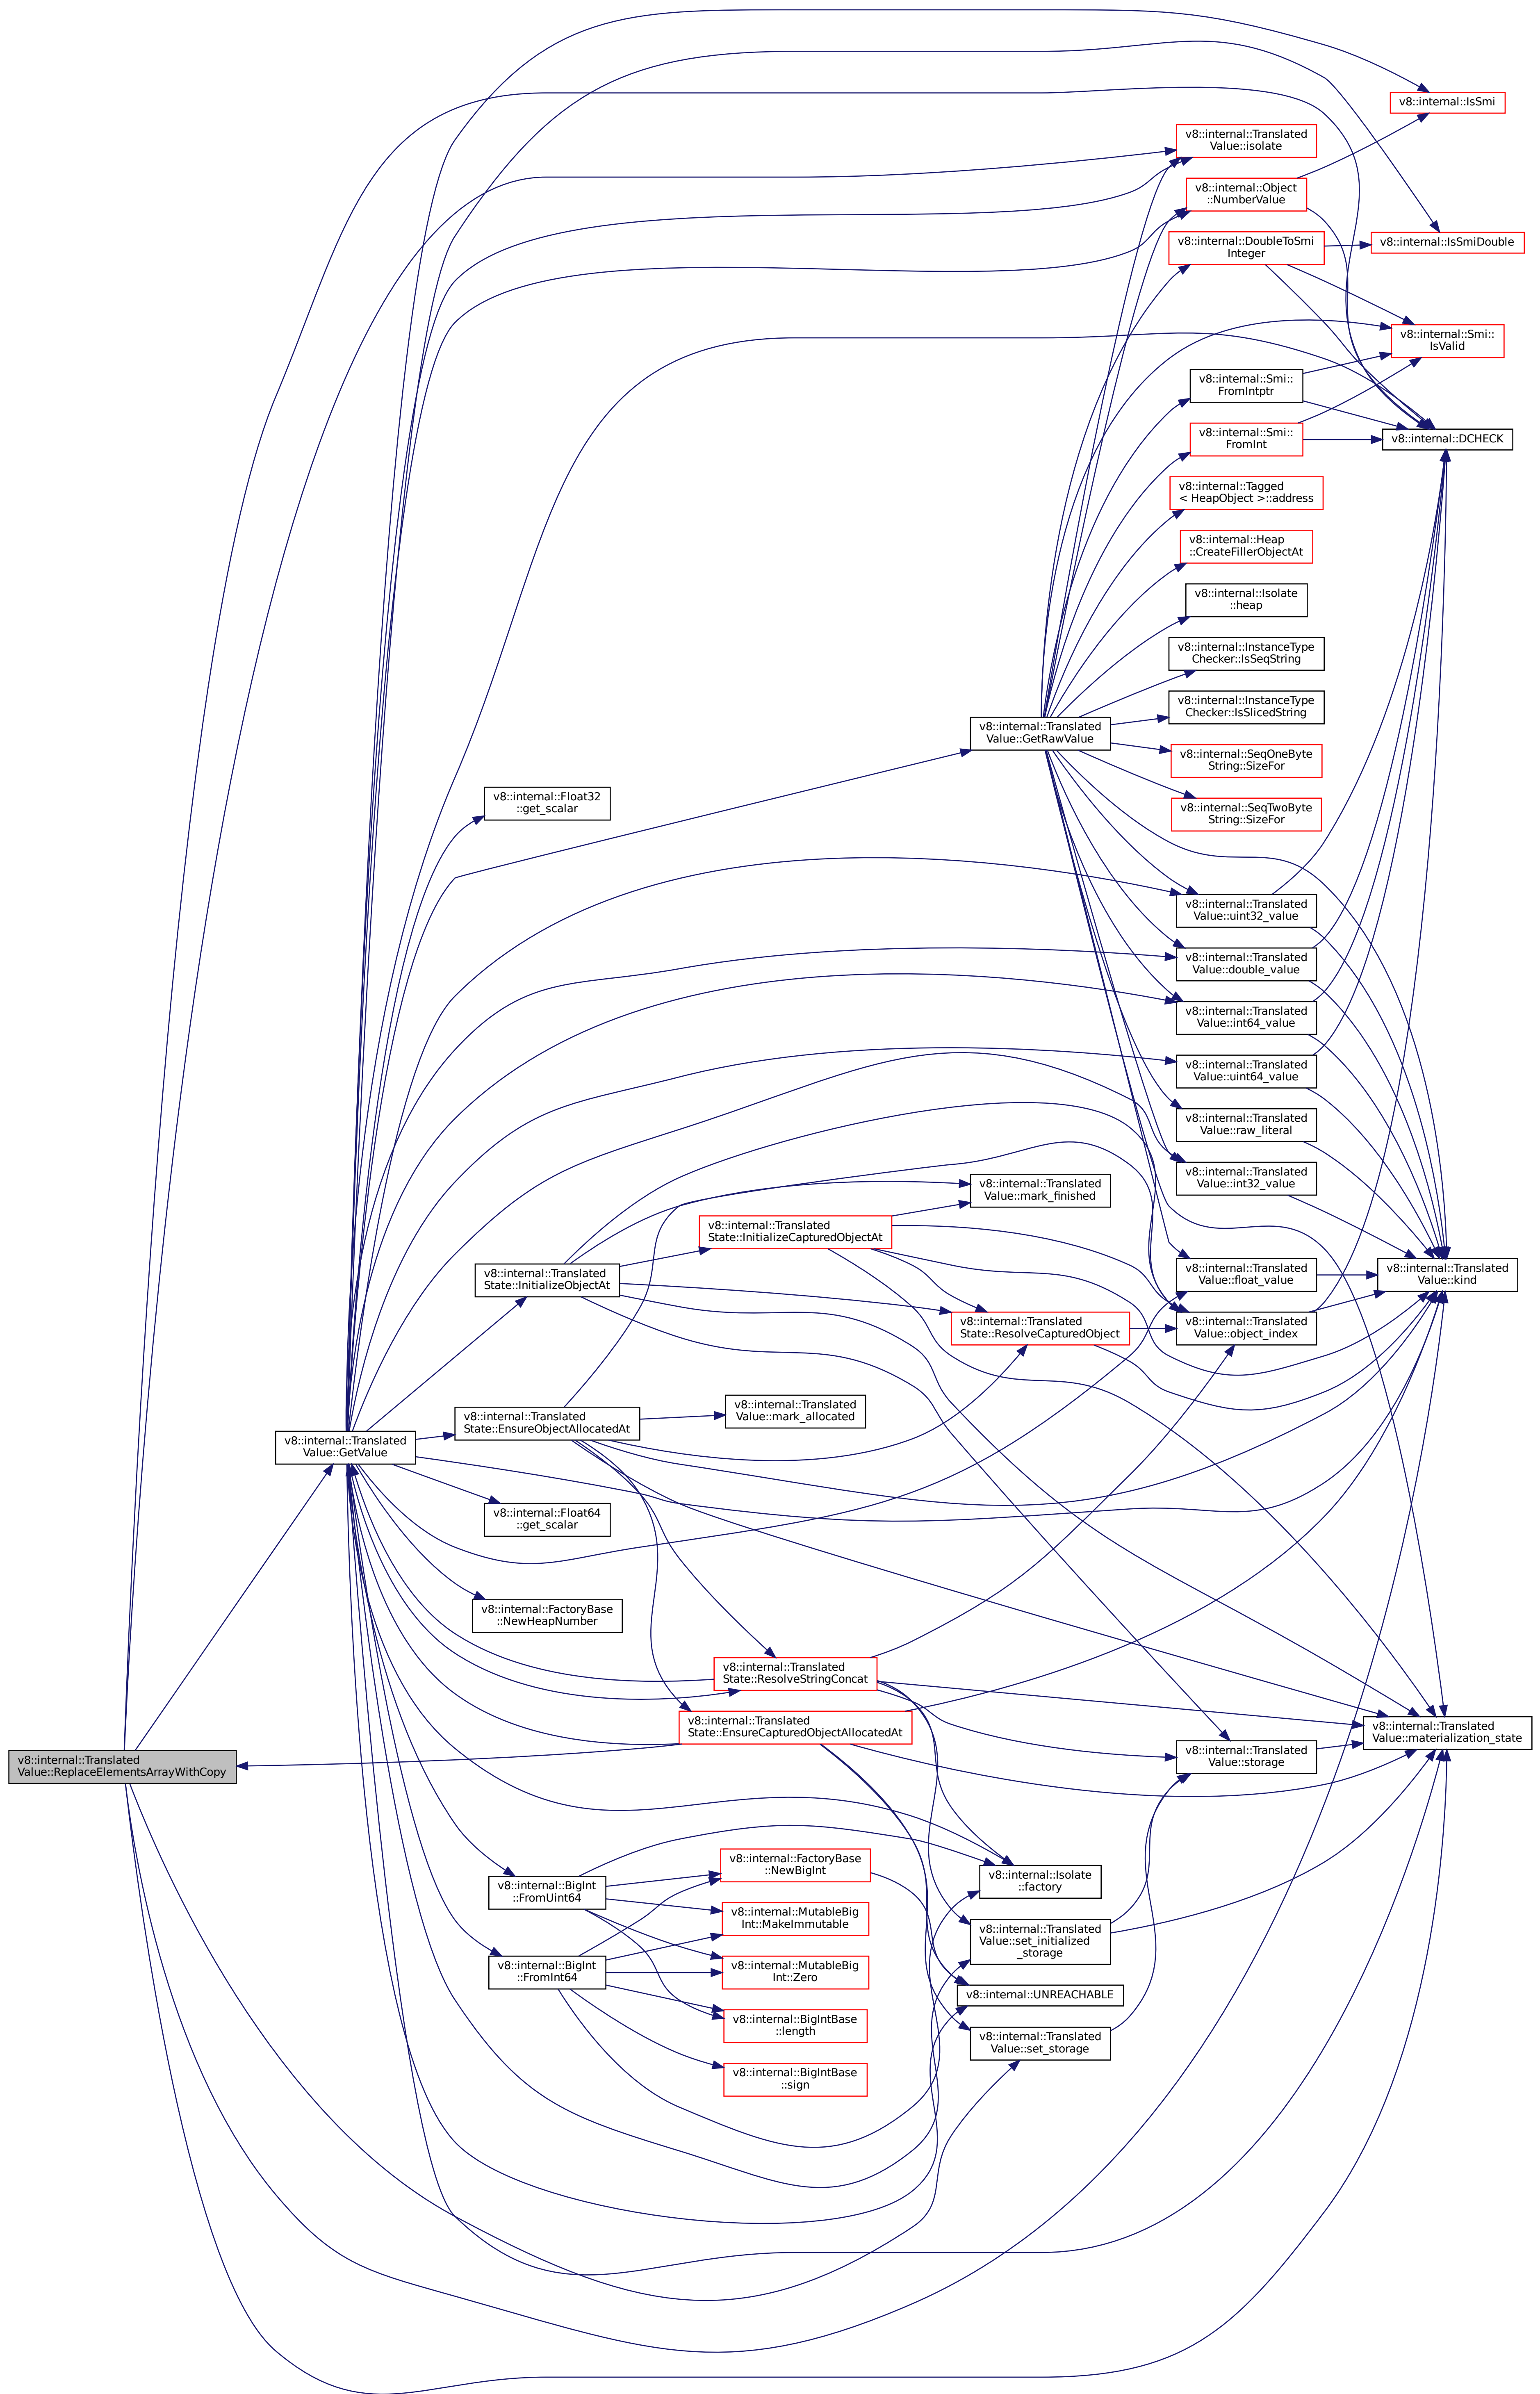 v8::internal::IsSmi
v8::internal::Translated
Value::isolate
v8::internal::Object
::NumberValue
v8::internal::DoubleToSmi
Integer
v8::internal::IsSmiDouble
v8::internal::Smi::
IsValid
v8::internal::Smi::
FromIntptr
v8::internal::Smi::
FromInt
v8::internal::DCHECK
v8::internal::Tagged
< HeapObject >::address
v8::internal::Heap
::CreateFillerObjectAt
v8::internal::Isolate
::heap
v8::internal::InstanceType
Checker::IsSeqString
v8::internal::InstanceType
Checker::IsSlicedString
v8::internal::Translated
Value::GetRawValue
v8::internal::SeqOneByte
String::SizeFor
v8::internal::Float32
::get_scalar
v8::internal::SeqTwoByte
String::SizeFor
v8::internal::Translated
Value::uint32_value
v8::internal::Translated
Value::double_value
v8::internal::Translated
Value::int64_value
v8::internal::Translated
Value::uint64_value
v8::internal::Translated
Value::raw_literal
v8::internal::Translated
Value::int32_value
v8::internal::Translated
Value::mark_finished
v8::internal::Translated
State::InitializeCapturedObjectAt
v8::internal::Translated
State::InitializeObjectAt
v8::internal::Translated
Value::float_value
v8::internal::Translated
Value::kind
v8::internal::Translated
State::ResolveCapturedObject
v8::internal::Translated
Value::object_index
v8::internal::Translated
Value::mark_allocated
v8::internal::Translated
State::EnsureObjectAllocatedAt
v8::internal::Translated
Value::GetValue
v8::internal::Float64
::get_scalar
v8::internal::FactoryBase
::NewHeapNumber
v8::internal::Translated
State::ResolveStringConcat
v8::internal::Translated
State::EnsureCapturedObjectAllocatedAt
v8::internal::Translated
Value::materialization_state
v8::internal::Translated
Value::storage
v8::internal::Translated
Value::ReplaceElementsArrayWithCopy
v8::internal::FactoryBase
::NewBigInt
v8::internal::Isolate
::factory
v8::internal::BigInt
::FromUint64
v8::internal::MutableBig
Int::MakeImmutable
v8::internal::Translated
Value::set_initialized
_storage
v8::internal::BigInt
::FromInt64
v8::internal::MutableBig
Int::Zero
v8::internal::UNREACHABLE
v8::internal::BigIntBase
::length
v8::internal::Translated
Value::set_storage
v8::internal::BigIntBase
::sign